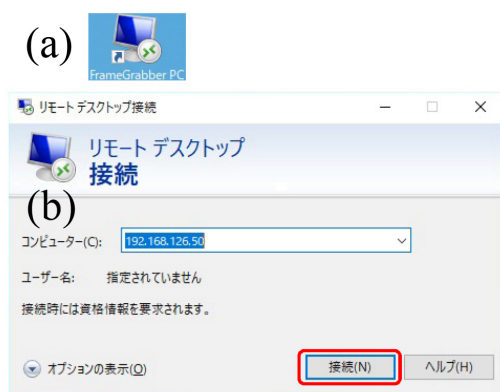 (a)
FrameGrabber PC
リモート デスクトップ接続
リモート デスクトップ
接続
(b)
コンピューター(C): 192.168.126.50
ユーザー名: 指定されていません
接続時には資格情報を要求されます。
オプションの表示(O) 接続(N) ヘルプ(H)